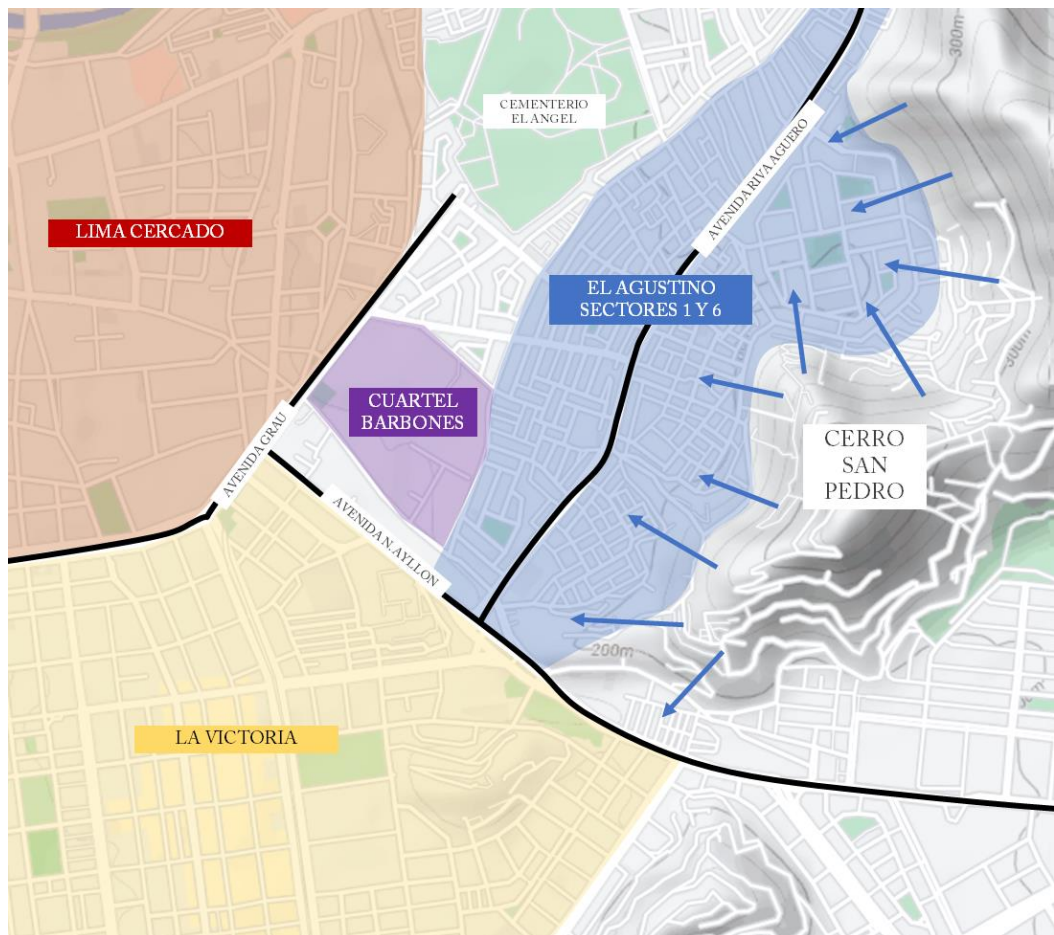 300m
CEMENTERIO
EL ANGEL
AVENIDA RIVA AGUERO
LIMA CERCADO
EL AGUSTINO
SECTORES 1 Y 6
300m
CUARTEL
BARBONES
CERRO
SAN
PEDRO
AVENIDA GRAU
AVENIDA N. AYLLON
200m
LA VICTORIA